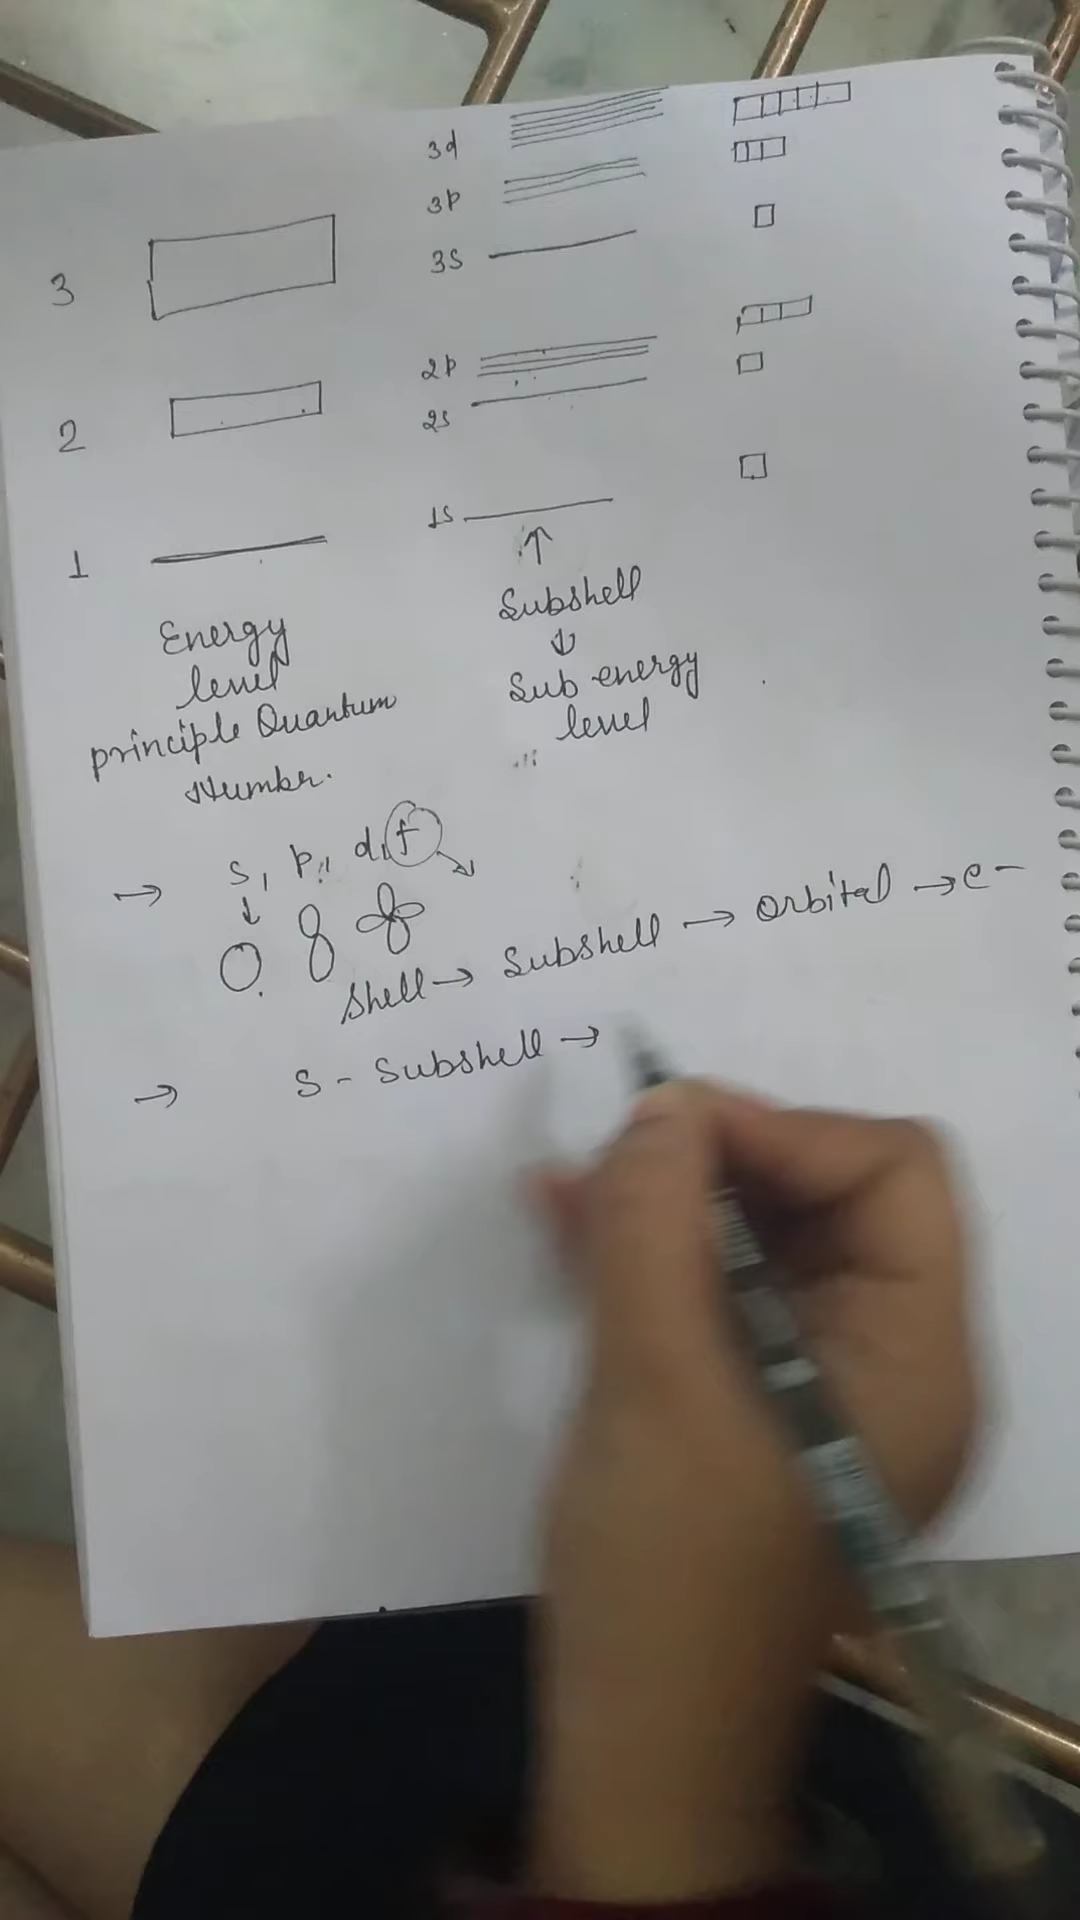 3d
3p
3s
3
2p
2s
2
1s
1
↑
Subshell
↓
Sub energy
level
Energy
level
principle Quantum
Number.
→ s, p, d, f
Shell → Subshell → Orbital → e-
→ S - Subshell →